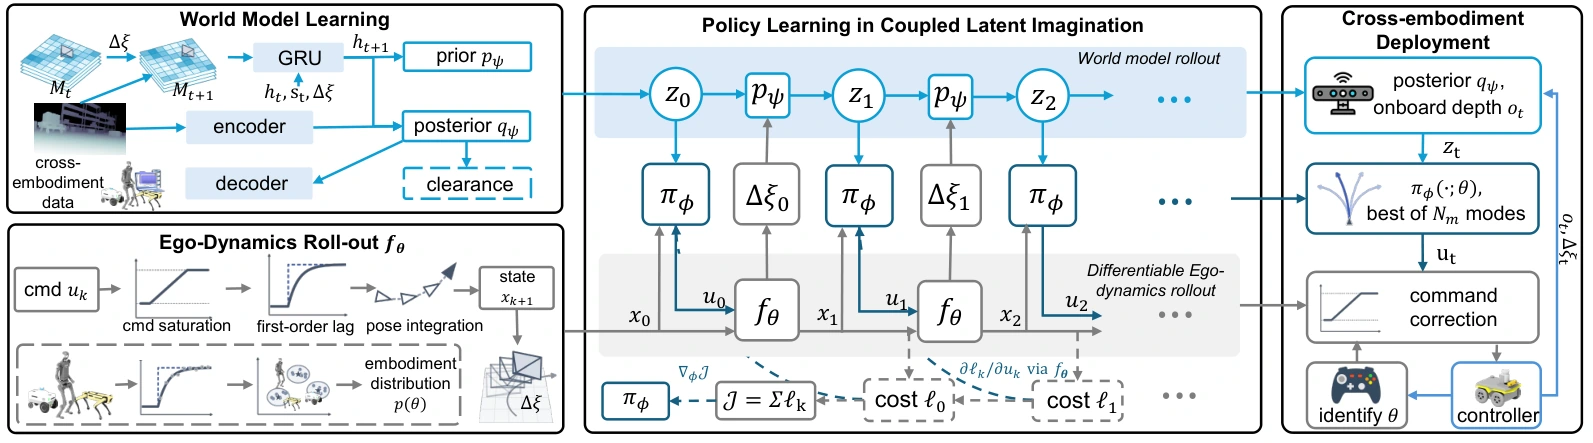 World Model Learning
Δξ
M_t
M_{t+1}
GRU
h_{t+1}
h_t, s_t, Δξ
prior p_ψ
encoder
posterior q_ψ
cross-
embodiment
data
decoder
clearance
Ego-Dynamics Roll-out f_θ
cmd u_k
cmd saturation
first-order lag
pose integration
state
x_{k+1}
embodiment
distribution
p(θ)
Δξ
Policy Learning in Coupled Latent Imagination
World model rollout
z_0
p_ψ
z_1
p_ψ
z_2
...
π_ϕ
Δξ_0
π_ϕ
Δξ_1
π_ϕ
...
Differentiable Ego-
dynamics rollout
x_0
u_0
f_θ
x_1
u_1
f_θ
x_2
u_2
...
π_ϕ
∇_ϕ 𝒥
𝒥 = Σℓ_k
cost ℓ_0
∂ℓ_k/∂u_k via f_θ
cost ℓ_1
...
Cross-embodiment
Deployment
posterior q_ψ,
onboard depth o_t
z_t
π_ϕ(·; θ),
best of N_m modes
u_t
o_t, Δξ_t
command
correction
identify θ
controller